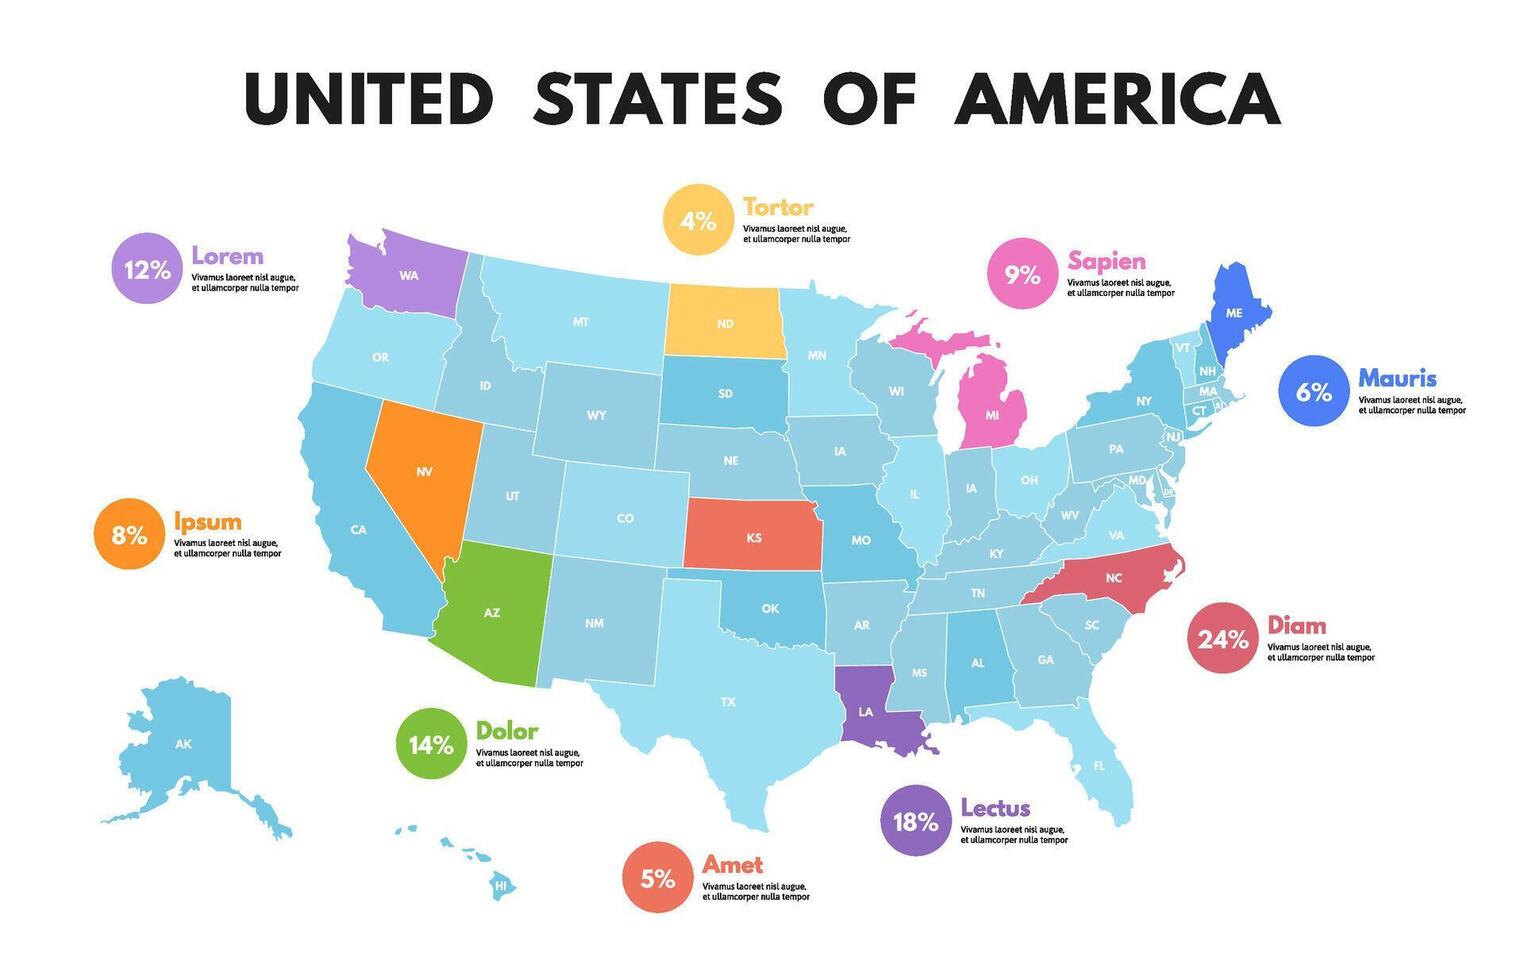 UNITED STATES OF AMERICA
4% Tortor
Vivamus laoreet nisl augue,
et ullamcorper nulla tempor
12% Lorem
Vivamus laoreet nisl augue,
et ullamcorper nulla tempor
9% Sapien
Vivamus laoreet nisl augue,
et ullamcorper nulla tempor
6% Mauris
Vivamus laoreet nisl augue,
et ullamcorper nulla tempor
8% Ipsum
Vivamus laoreet nisl augue,
et ullamcorper nulla tempor
24% Diam
Vivamus laoreet nisl augue,
et ullamcorper nulla tempor
14% Dolor
Vivamus laoreet nisl augue,
et ullamcorper nulla tempor
18% Lectus
Vivamus laoreet nisl augue,
et ullamcorper nulla tempor
5% Amet
Vivamus laoreet nisl augue,
et ullamcorper nulla tempor
WA
MT
ND
ME
OR
MN
VT
ID
WY
SD
WI
MI
NY
NH
MA
CT
RI
NV
UT
CO
NE
IA
IL
IA
OH
PA
NJ
MD
DE
CA
KS
MO
WV
KY
VA
AZ
NM
OK
AR
TN
NC
SC
TX
LA
MS
AL
GA
FL
AK
HI